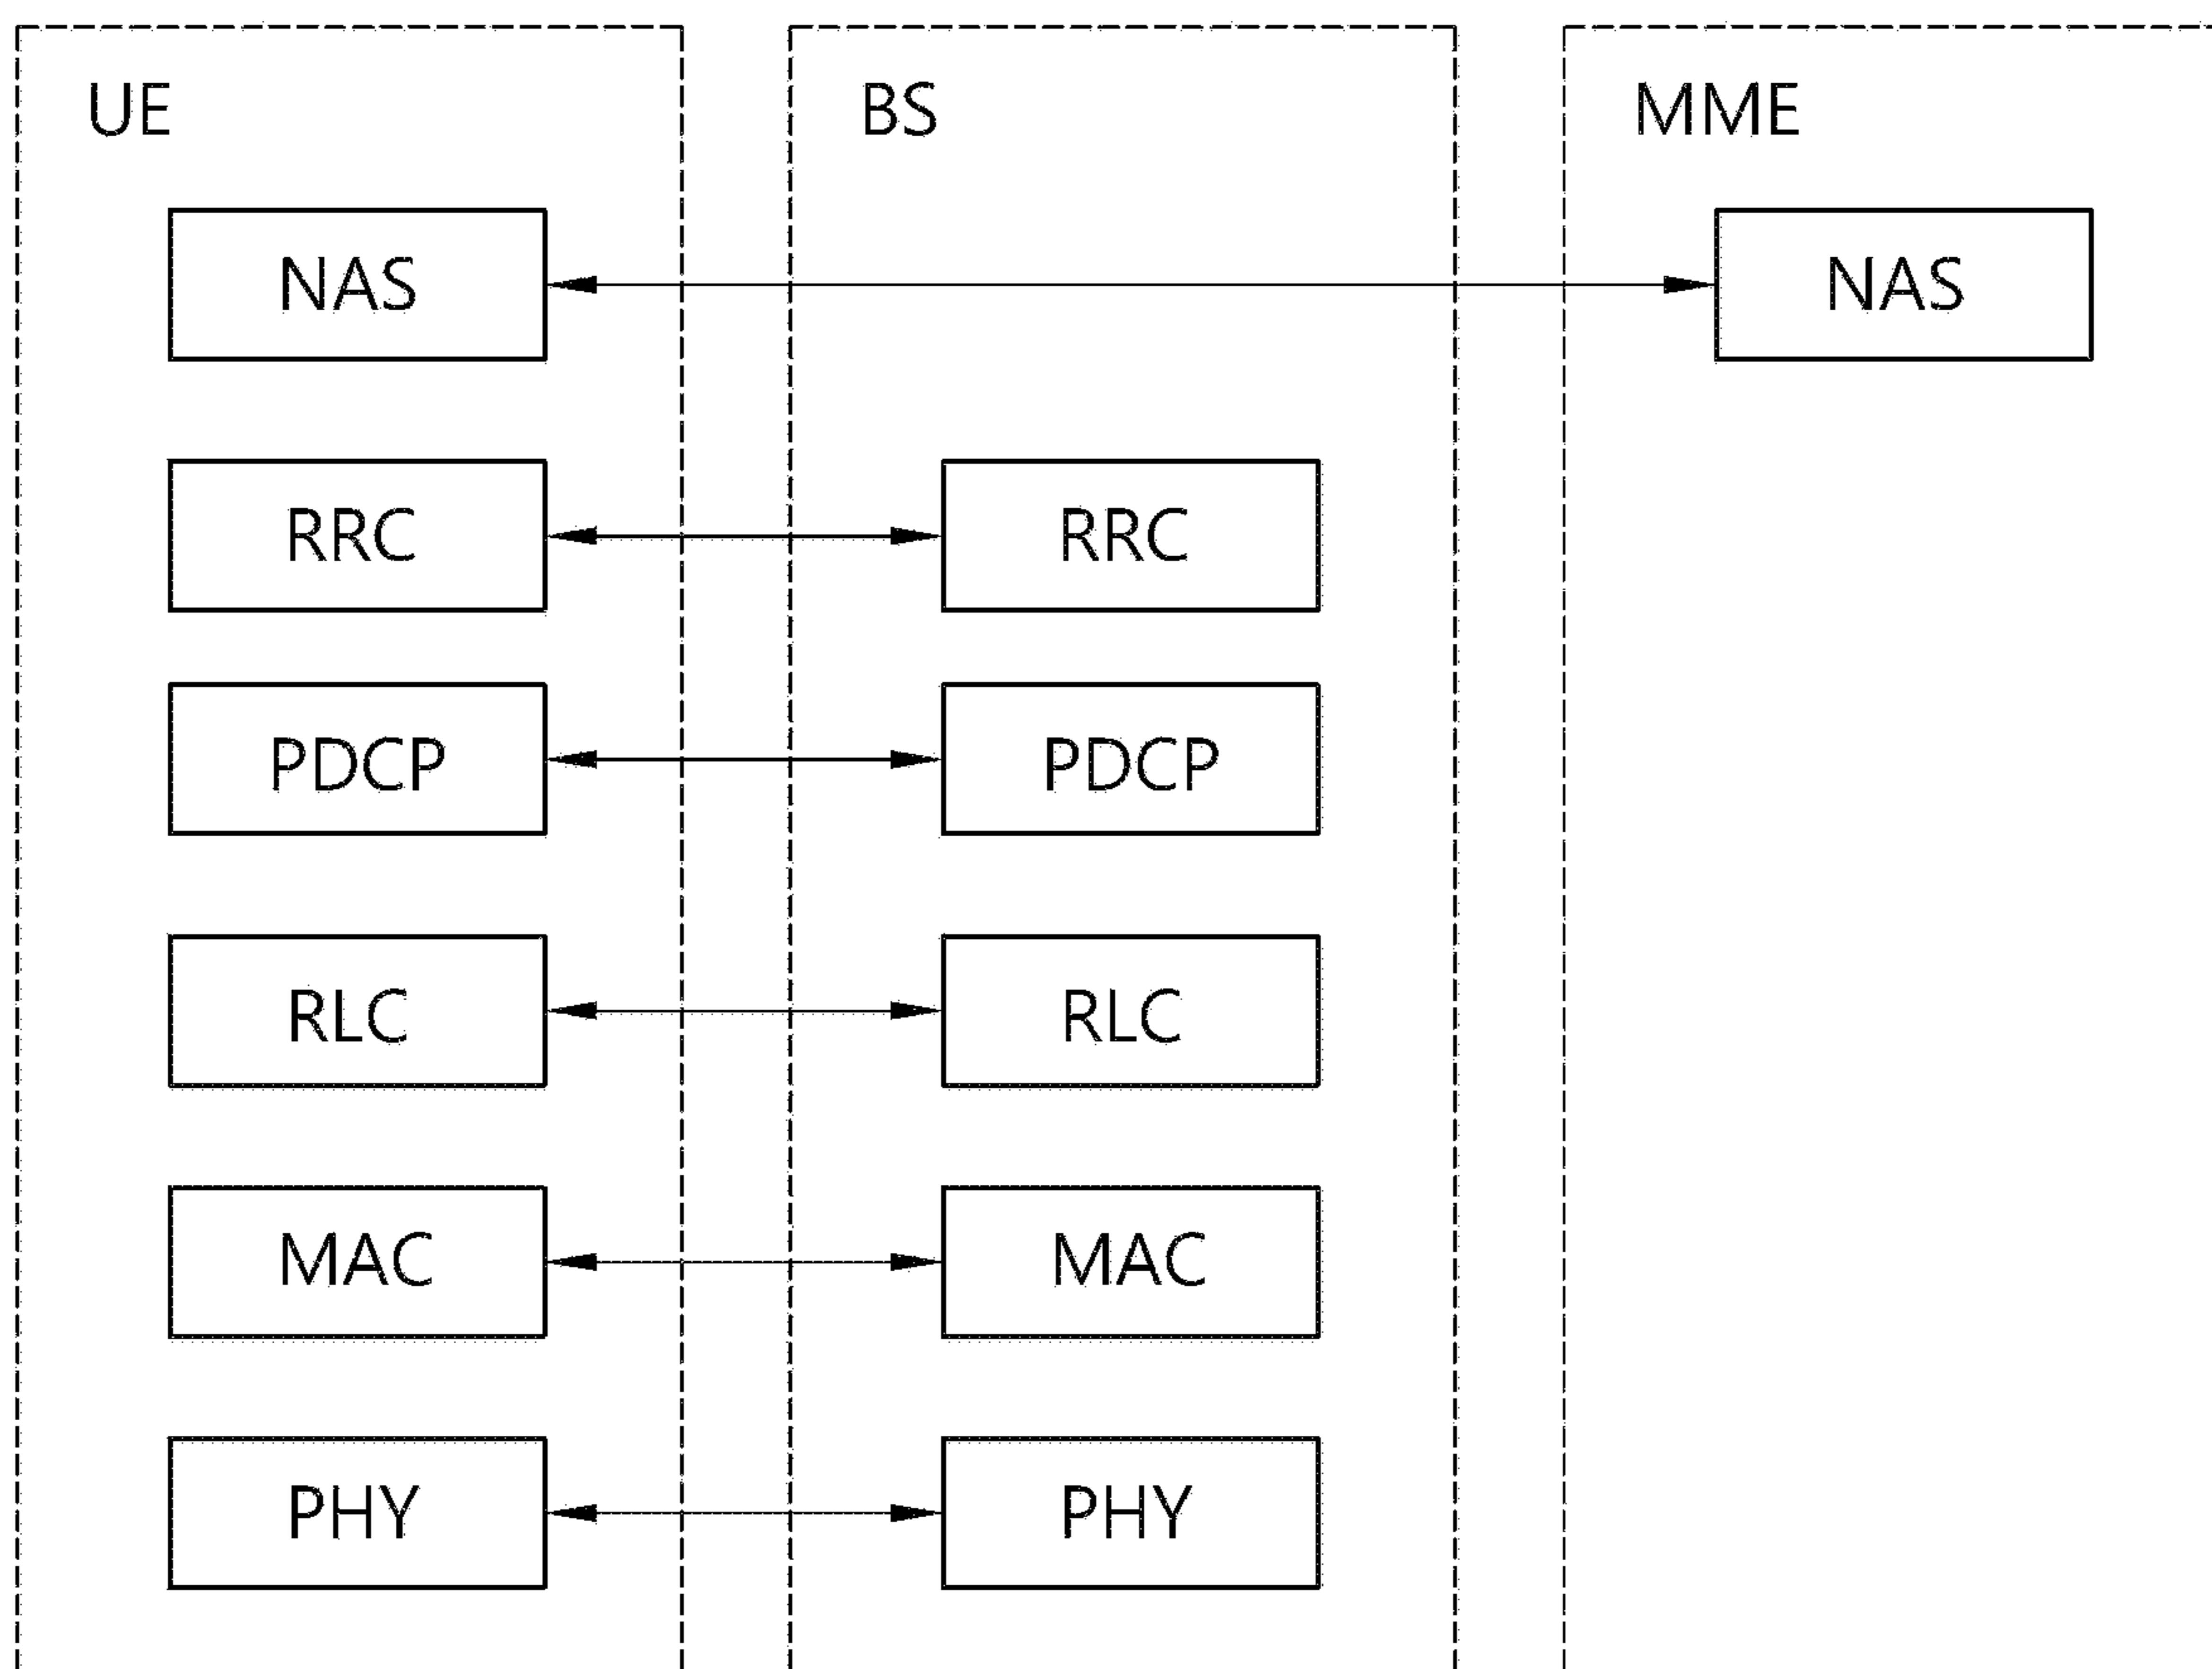 UE BS MME
NAS NAS
RRC RRC
PDCP PDCP
RLC RLC
MAC MAC
PHY PHY